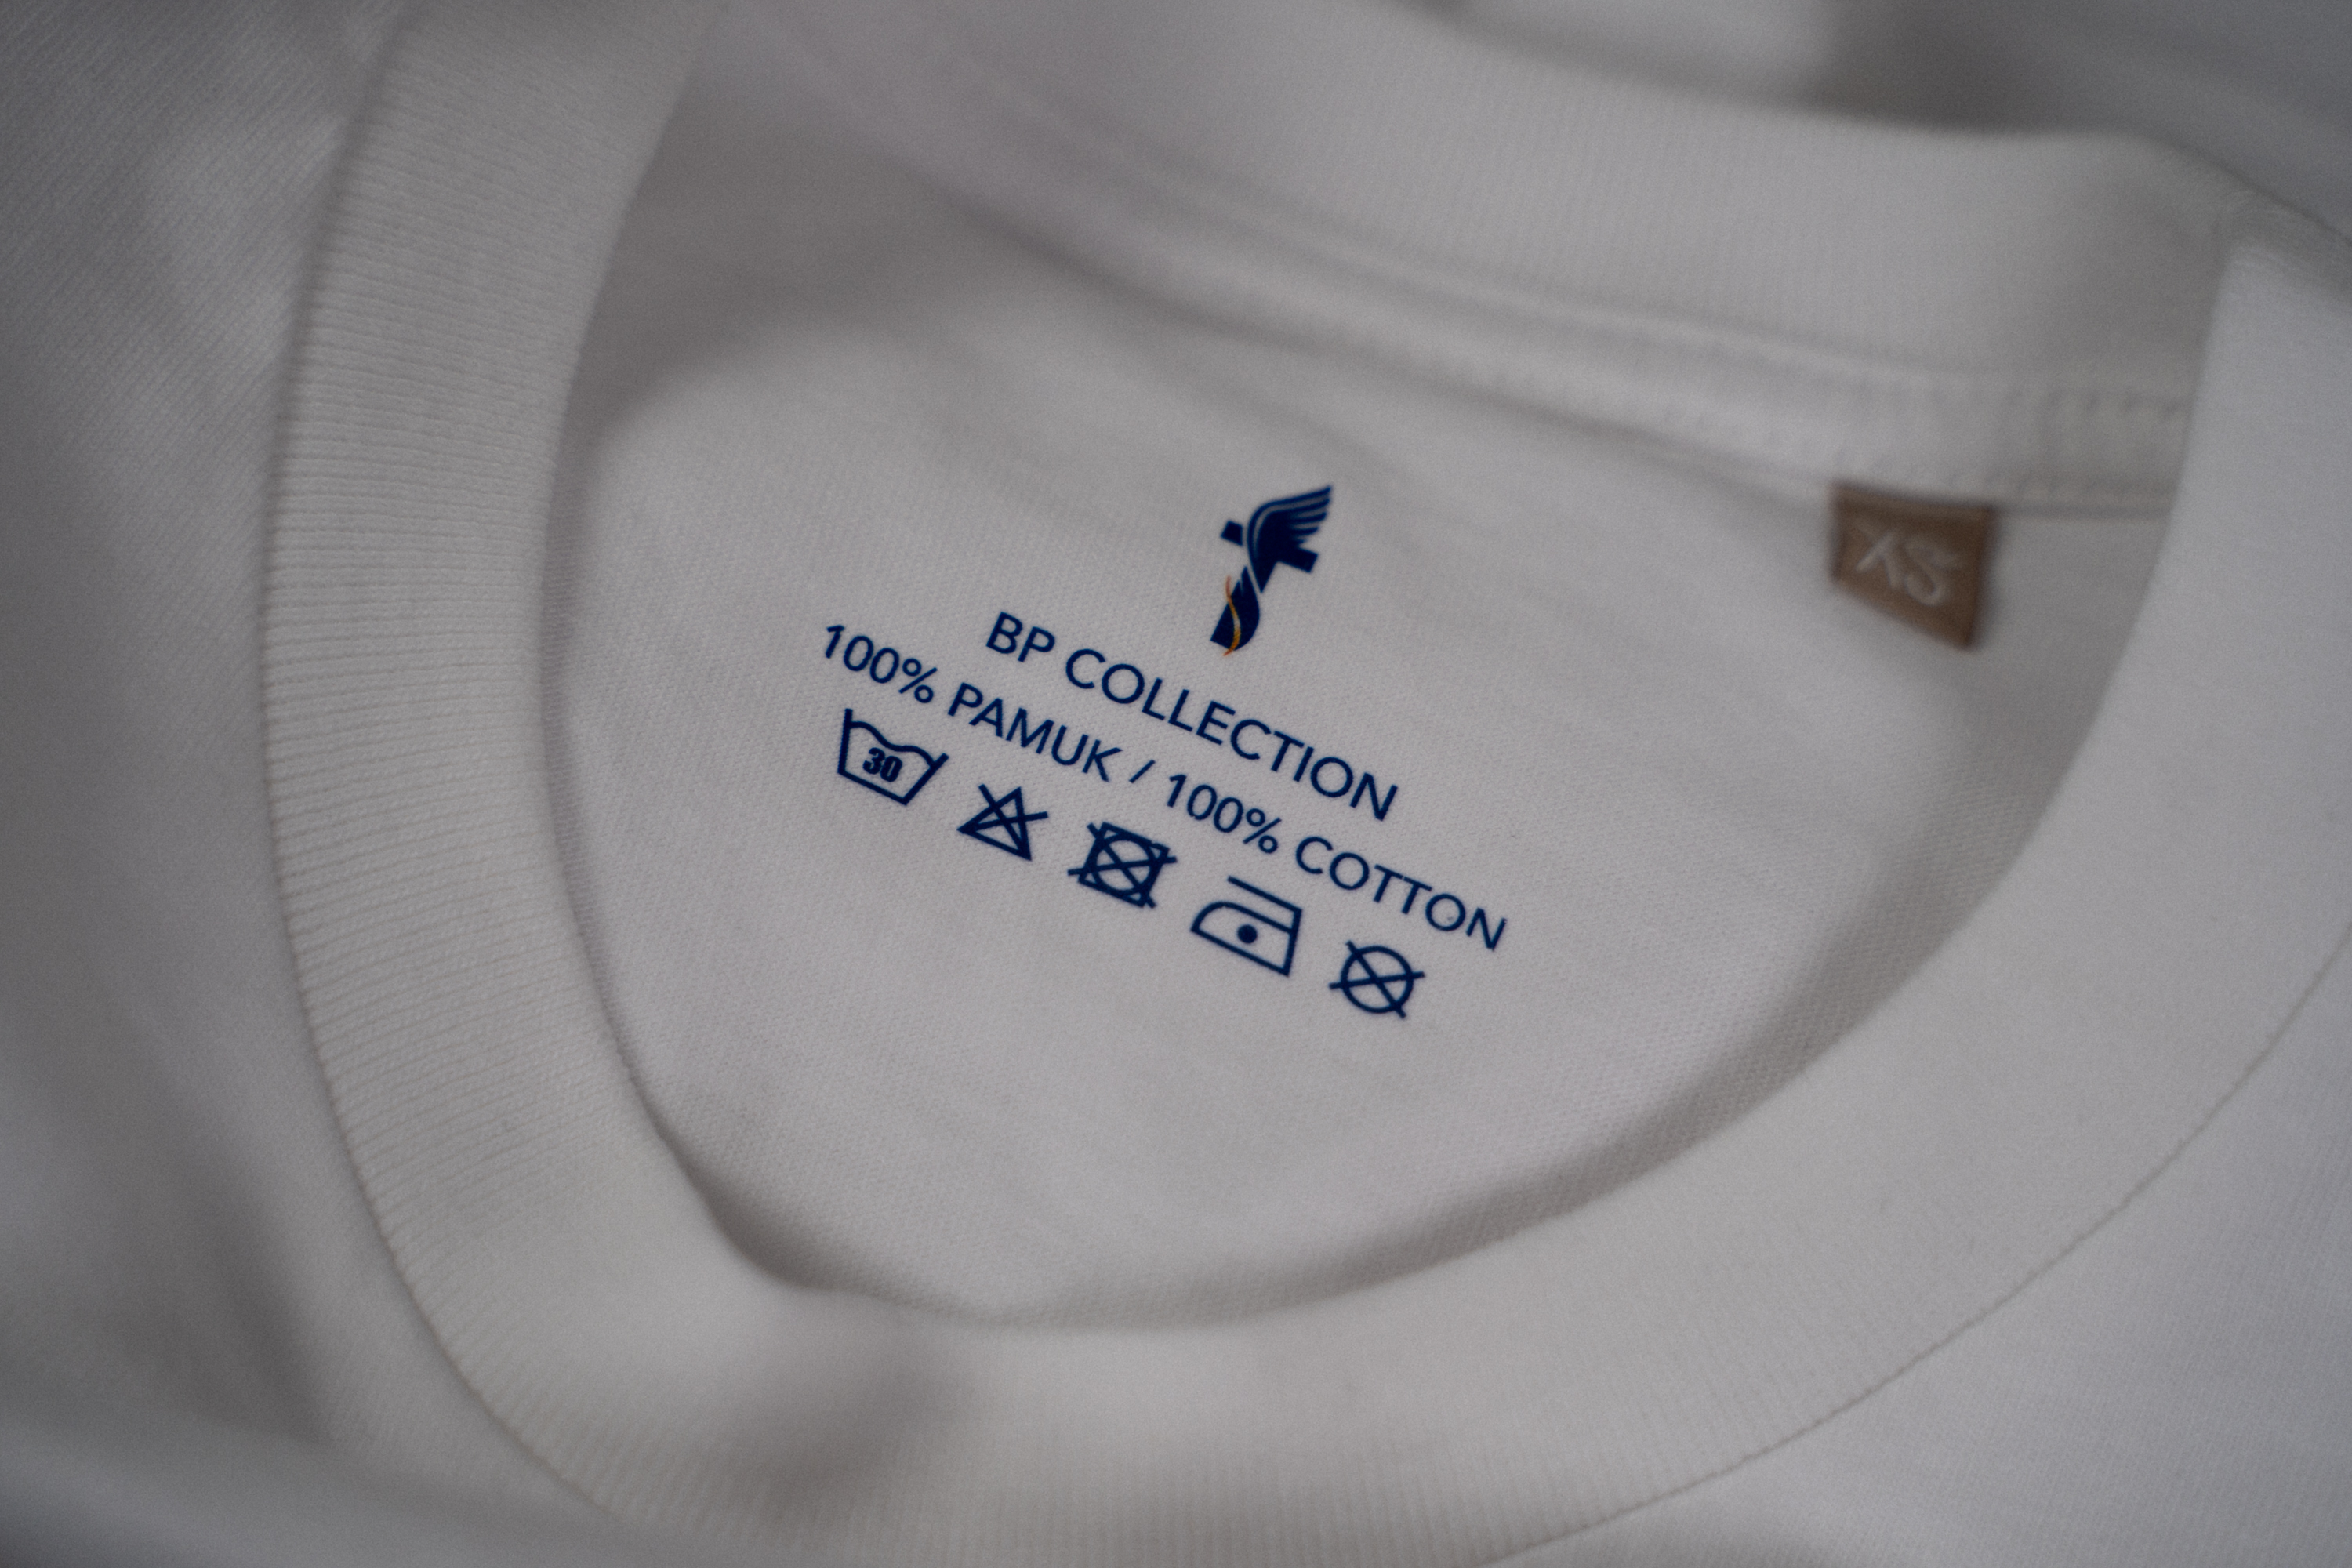 BP COLLECTION
100% PAMUK / 100% COTTON
30
XS